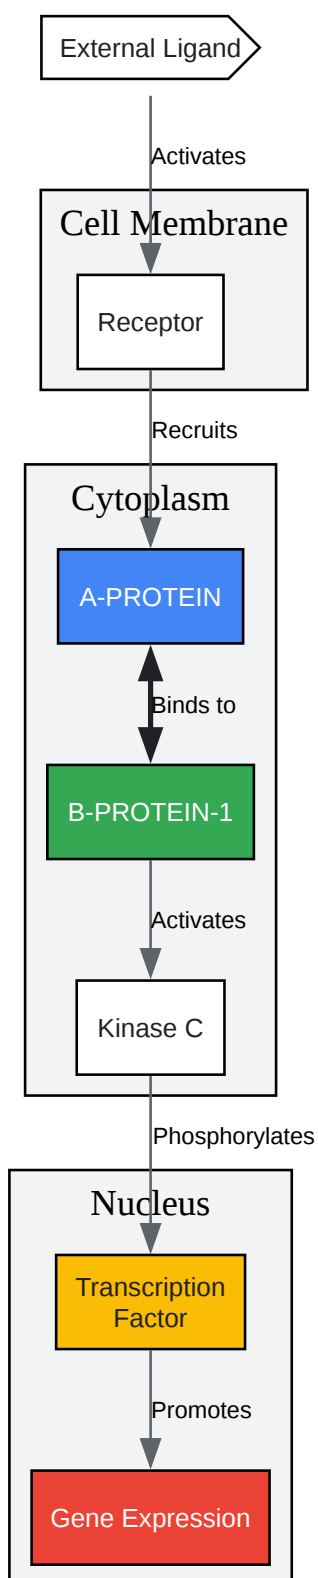 External Ligand
Activates
Cell Membrane
Receptor
Recruits
Cytoplasm
A-PROTEIN
Binds to
B-PROTEIN-1
Activates
Kinase C
Phosphorylates
Nucleus
Transcription
Factor
Promotes
Gene Expression